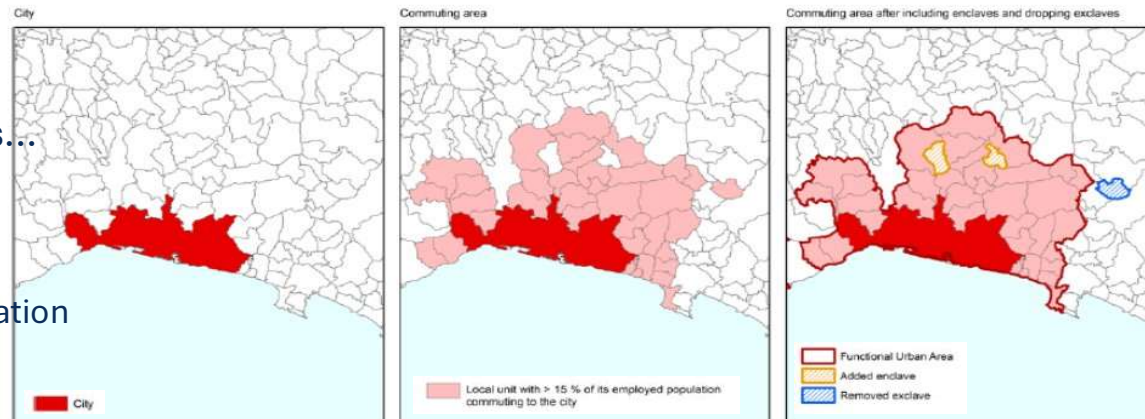 City
Commuting area
Commuting area after including enclaves and dropping exclaves
City
Local unit with > 15 % of its employed population
commuting to the city
Functional Urban Area
Added enclave
Removed exclave